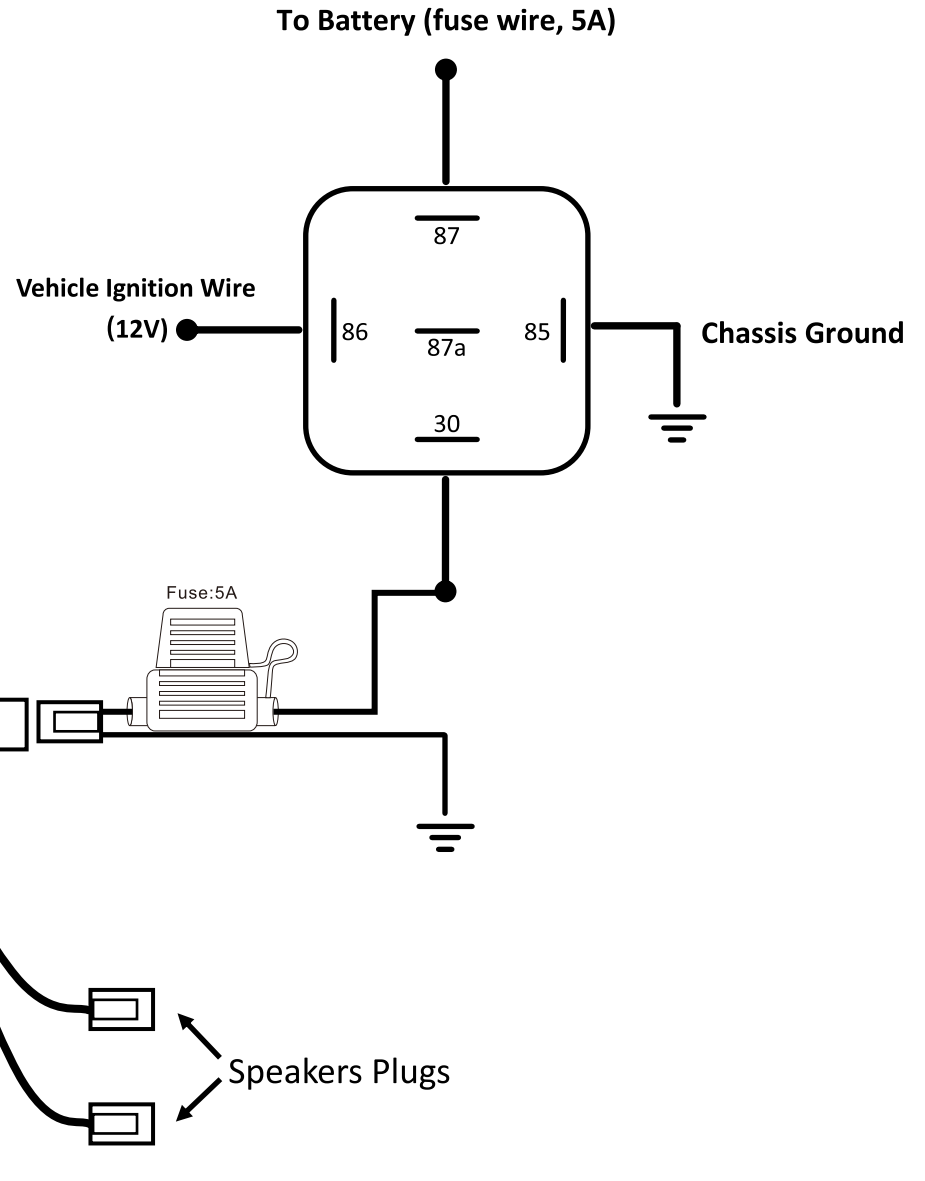 To Battery (fuse wire, 5A)
87
Vehicle Ignition Wire
(12V)
86
87a
85
Chassis Ground
30
Fuse:5A
Speakers Plugs